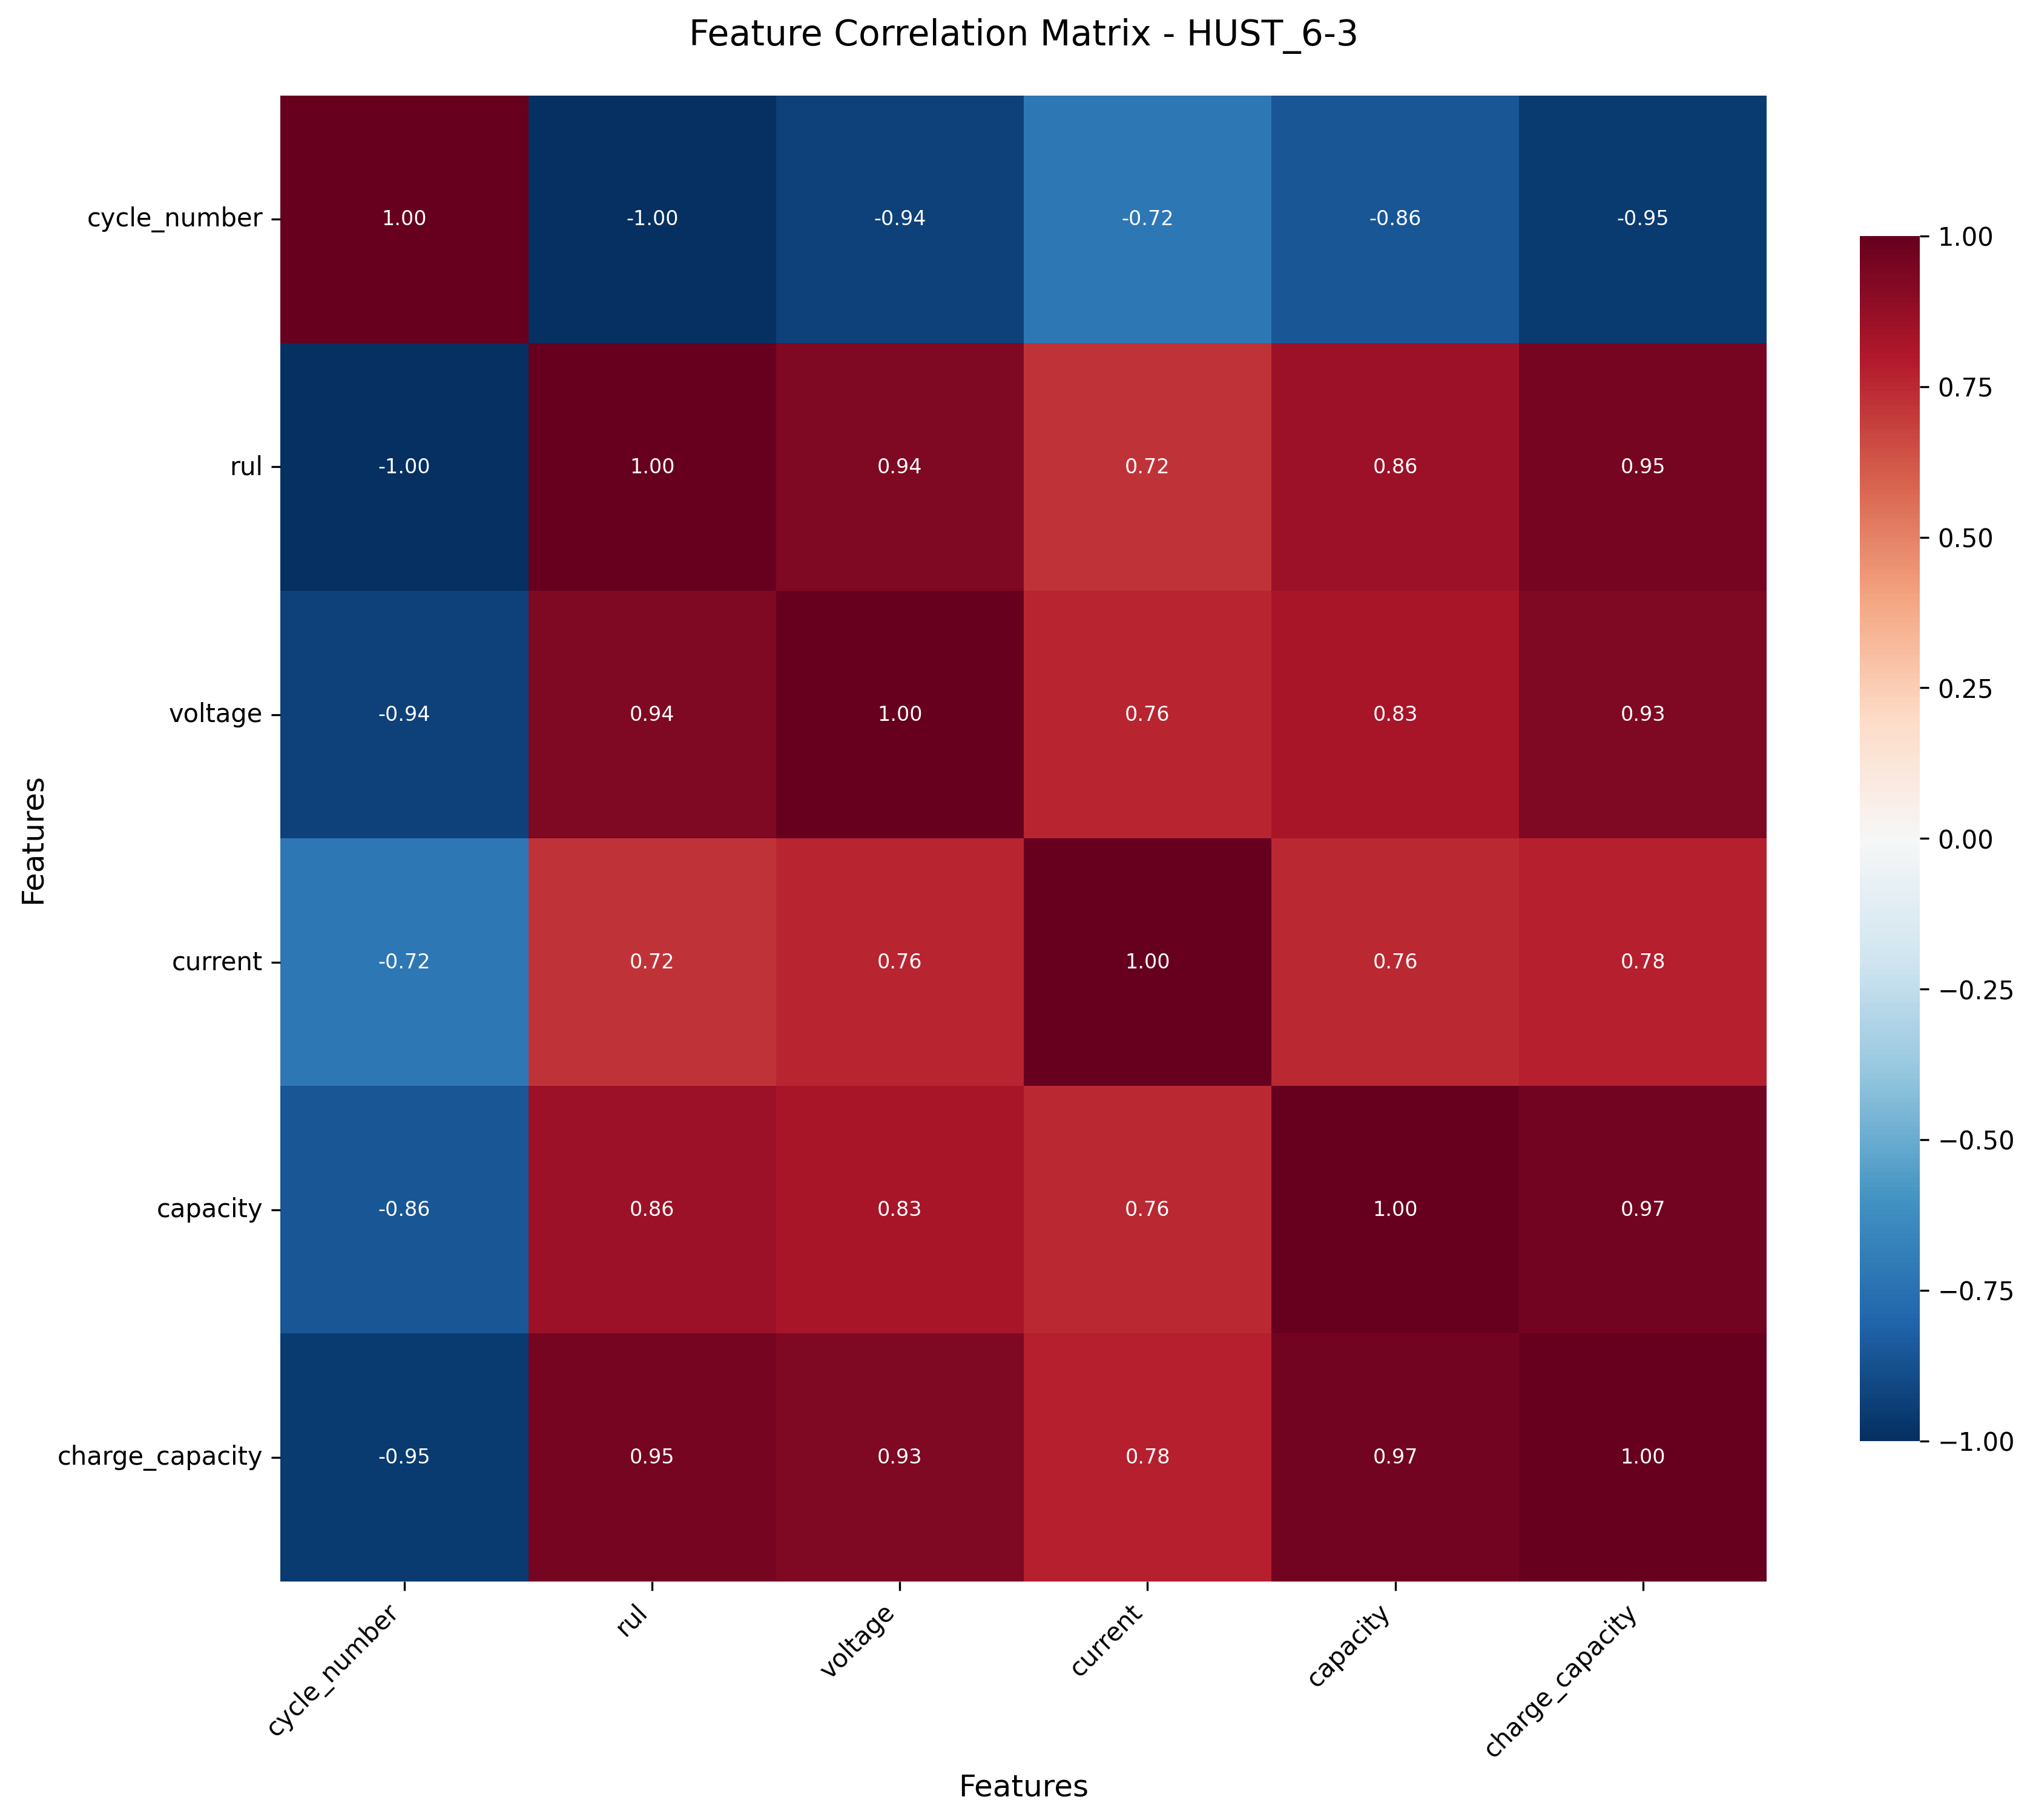 Feature Correlation Matrix - HUST_6-3
cycle_number 1.00 -1.00 -0.94 -0.72 -0.86 -0.95
rul -1.00 1.00 0.94 0.72 0.86 0.95
voltage -0.94 0.94 1.00 0.76 0.83 0.93
current -0.72 0.72 0.76 1.00 0.76 0.78
capacity -0.86 0.86 0.83 0.76 1.00 0.97
charge_capacity -0.95 0.95 0.93 0.78 0.97 1.00
Features
cycle_number rul voltage current capacity charge_capacity
Features
1.00
0.75
0.50
0.25
0.00
−0.25
−0.50
−0.75
−1.00